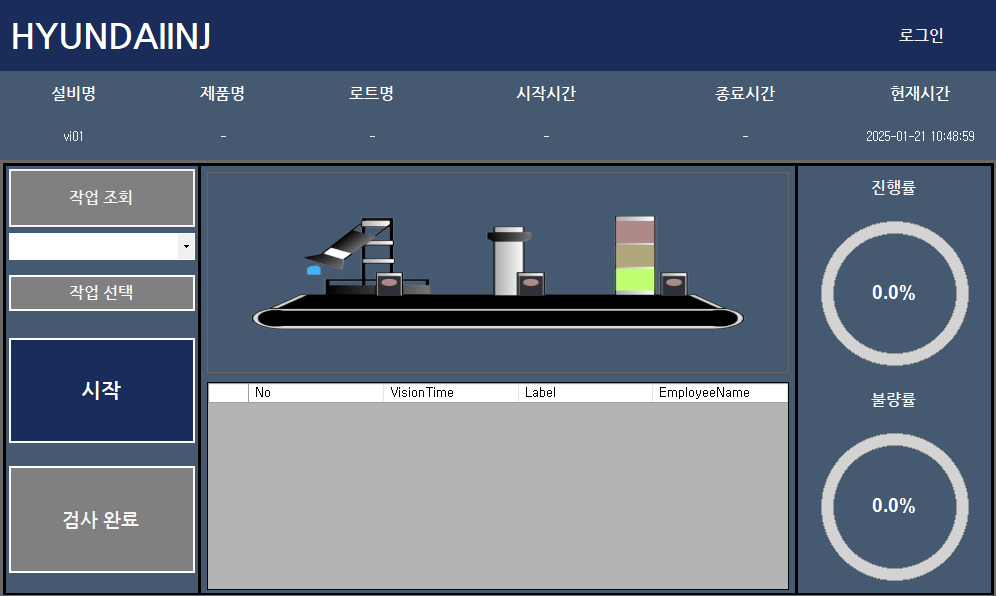 HYUNDAIINJ
로그인
설비명 제품명 로트명 시작시간 종료시간 현재시간
vi01 - - - - 2025-01-21 10:48:59
작업 조회
작업 선택
시작
검사 완료
No VisionTime Label EmployeeName
진행률
0.0%
불량률
0.0%